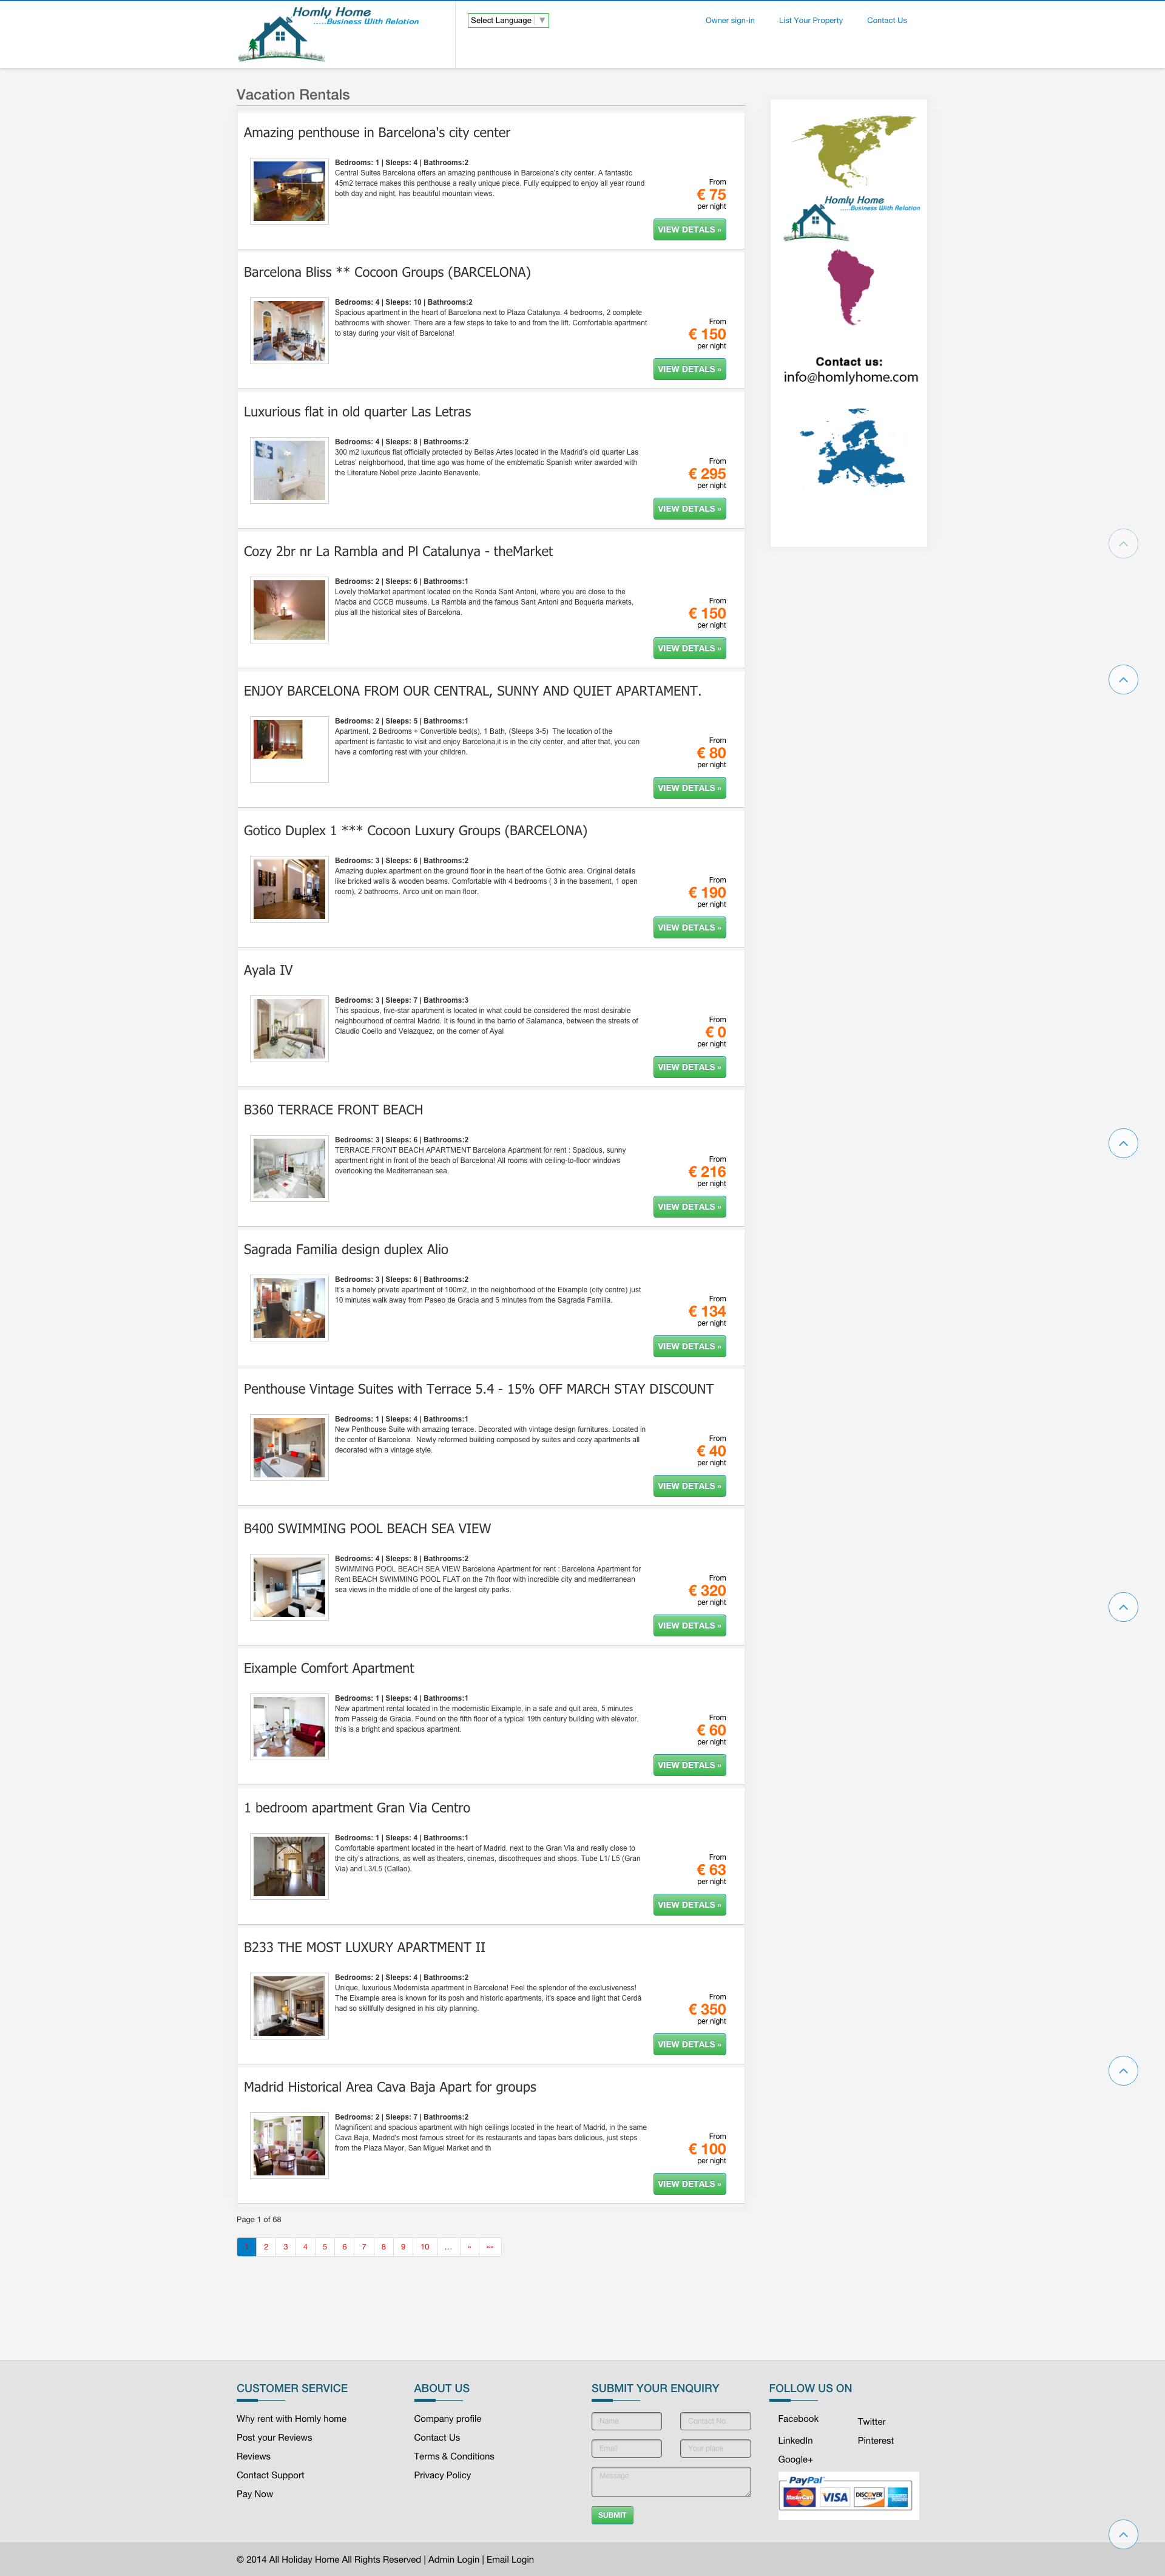 Homly Home
.....Business With Relation
Select Language ▼
Owner sign-in
List Your Property
Contact Us
Vacation Rentals
Amazing penthouse in Barcelona's city center
Bedrooms: 1 | Sleeps: 4 | Bathrooms:2
Central Suites Barcelona offers an amazing penthouse in Barcelona's city center. A fantastic
45m2 terrace makes this penthouse a really unique piece. Fully equipped to enjoy all year round
both day and night, has beautiful mountain views.
From
€ 75
per night
VIEW DETALS »
Barcelona Bliss ** Cocoon Groups (BARCELONA)
Bedrooms: 4 | Sleeps: 10 | Bathrooms:2
Spacious apartment in the heart of Barcelona next to Plaza Catalunya. 4 bedrooms, 2 complete
bathrooms with shower. There are a few steps to take to and from the lift. Comfortable apartment
to stay during your visit of Barcelona!
From
€ 150
per night
VIEW DETALS »
Luxurious flat in old quarter Las Letras
Bedrooms: 4 | Sleeps: 8 | Bathrooms:2
300 m2 luxurious flat officially protected by Bellas Artes located in the Madrid´s old quarter Las
Letras´ neighborhood, that time ago was home of the emblematic Spanish writer awarded with
the Literature Nobel prize Jacinto Benavente.
From
€ 295
per night
VIEW DETALS »
Cozy 2br nr La Rambla and Pl Catalunya - theMarket
Bedrooms: 2 | Sleeps: 6 | Bathrooms:1
Lovely theMarket apartment located on the Ronda Sant Antoni, where you are close to the
Macba and CCCB museums, La Rambla and the famous Sant Antoni and Boqueria markets,
plus all the historical sites of Barcelona.
From
€ 150
per night
VIEW DETALS »
ENJOY BARCELONA FROM OUR CENTRAL, SUNNY AND QUIET APARTAMENT.
Bedrooms: 2 | Sleeps: 5 | Bathrooms:1
Apartment, 2 Bedrooms + Convertible bed(s), 1 Bath, (Sleeps 3-5) The location of the
apartment is fantastic to visit and enjoy Barcelona,it is in the city center, and after that, you can
have a comforting rest with your children.
From
€ 80
per night
VIEW DETALS »
Gotico Duplex 1 *** Cocoon Luxury Groups (BARCELONA)
Bedrooms: 3 | Sleeps: 6 | Bathrooms:2
Amazing duplex apartment on the ground floor in the heart of the Gothic area. Original details
like bricked walls & wooden beams. Comfortable with 4 bedrooms ( 3 in the basement, 1 open
room), 2 bathrooms. Airco unit on main floor.
From
€ 190
per night
VIEW DETALS »
Ayala IV
Bedrooms: 3 | Sleeps: 7 | Bathrooms:3
This spacious, five-star apartment is located in what could be considered the most desirable
neighbourhood of central Madrid. It is found in the barrio of Salamanca, between the streets of
Claudio Coello and Velazquez, on the corner of Ayal
From
€ 0
per night
VIEW DETALS »
B360 TERRACE FRONT BEACH
Bedrooms: 3 | Sleeps: 6 | Bathrooms:2
TERRACE FRONT BEACH APARTMENT Barcelona Apartment for rent : Spacious, sunny
apartment right in front of the beach of Barcelona! All rooms with ceiling-to-floor windows
overlooking the Mediterranean sea.
From
€ 216
per night
VIEW DETALS »
Sagrada Familia design duplex Alio
Bedrooms: 3 | Sleeps: 6 | Bathrooms:2
It´s a homely private apartment of 100m2, in the neighborhood of the Eixample (city centre) just
10 minutes walk away from Paseo de Gracia and 5 minutes from the Sagrada Familia.
From
€ 134
per night
VIEW DETALS »
Penthouse Vintage Suites with Terrace 5.4 - 15% OFF MARCH STAY DISCOUNT
Bedrooms: 1 | Sleeps: 4 | Bathrooms:1
New Penthouse Suite with amazing terrace. Decorated with vintage design furnitures. Located in
the center of Barcelona. Newly reformed building composed by suites and cozy apartments all
decorated with a vintage style.
From
€ 40
per night
VIEW DETALS »
B400 SWIMMING POOL BEACH SEA VIEW
Bedrooms: 4 | Sleeps: 8 | Bathrooms:2
SWIMMING POOL BEACH SEA VIEW Barcelona Apartment for rent : Barcelona Apartment for
Rent BEACH SWIMMING POOL FLAT on the 7th floor with incredible city and mediterranean
sea views in the middle of one of the largest city parks.
From
€ 320
per night
VIEW DETALS »
Eixample Comfort Apartment
Bedrooms: 1 | Sleeps: 4 | Bathrooms:1
New apartment rental located in the modernistic Eixample, in a safe and quit area, 5 minutes
from Passeig de Gracia. Found on the fifth floor of a typical 19th century building with elevator,
this is a bright and spacious apartment.
From
€ 60
per night
VIEW DETALS »
1 bedroom apartment Gran Via Centro
Bedrooms: 1 | Sleeps: 4 | Bathrooms:1
Comfortable apartment located in the heart of Madrid, next to the Gran Via and really close to
the city´s attractions, as well as theaters, cinemas, discotheques and shops. Tube L1/ L5 (Gran
Via) and L3/L5 (Callao).
From
€ 63
per night
VIEW DETALS »
B233 THE MOST LUXURY APARTMENT II
Bedrooms: 2 | Sleeps: 4 | Bathrooms:2
Unique, luxurious Modernista apartment in Barcelona! Feel the splendor of the exclusiveness!
The Eixample area is known for its posh and historic apartments, it's space and light that Cerdá
had so skillfully designed in his city planning.
From
€ 350
per night
VIEW DETALS »
Madrid Historical Area Cava Baja Apart for groups
Bedrooms: 2 | Sleeps: 7 | Bathrooms:2
Magnificent and spacious apartment with high ceilings located in the heart of Madrid, in the same
Cava Baja, Madrid's most famous street for its restaurants and tapas bars delicious, just steps
from the Plaza Mayor, San Miguel Market and th
From
€ 100
per night
VIEW DETALS »
Page 1 of 68
1 2 3 4 5 6 7 8 9 10 ... » »»
Homly Home
.....Business With Relation
Contact us:
info@homlyhome.com
CUSTOMER SERVICE
Why rent with Homly home
Post your Reviews
Reviews
Contact Support
Pay Now
ABOUT US
Company profile
Contact Us
Terms & Conditions
Privacy Policy
SUBMIT YOUR ENQUIRY
Name
Contact No.
Email
Your place
Message
SUBMIT
FOLLOW US ON
Facebook
Twitter
LinkedIn
Pinterest
Google+
PayPal
MasterCard
VISA
DISCOVER
© 2014 All Holiday Home All Rights Reserved | Admin Login | Email Login